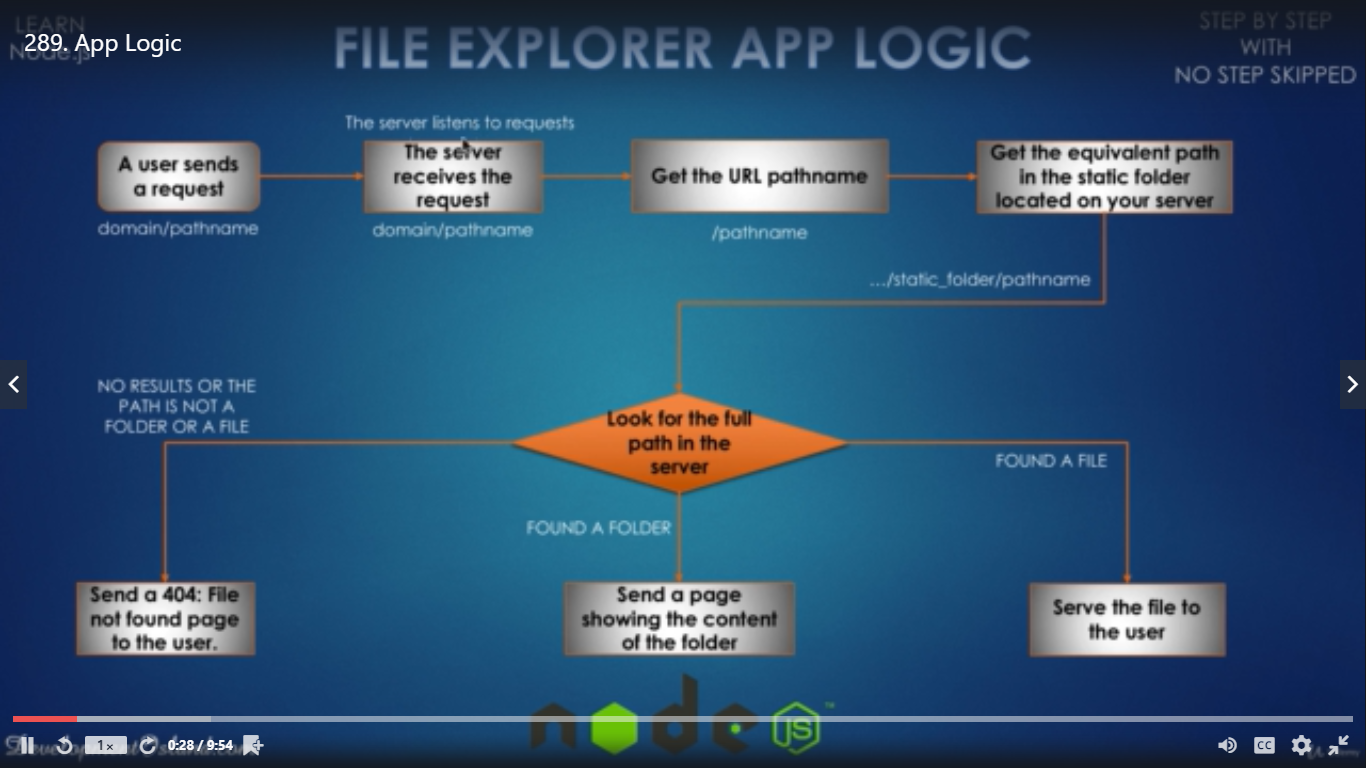 LEARN
Node.js
289. App Logic
FILE EXPLORER APP LOGIC
STEP BY STEP
WITH
NO STEP SKIPPED
The server listens to requests
A user sends
a request
The server
receives the
request
Get the URL pathname
Get the equivalent path
in the static folder
located on your server
domain/pathname
domain/pathname
/pathname
.../static_folder/pathname
NO RESULTS OR THE
PATH IS NOT A
FOLDER OR A FILE
Look for the full
path in the
server
FOUND A FILE
FOUND A FOLDER
Send a 404: File
not found page
to the user.
Send a page
showing the content
of the folder
Serve the file to
the user
node
JS
TM
1x
0:28 / 9:54
CC